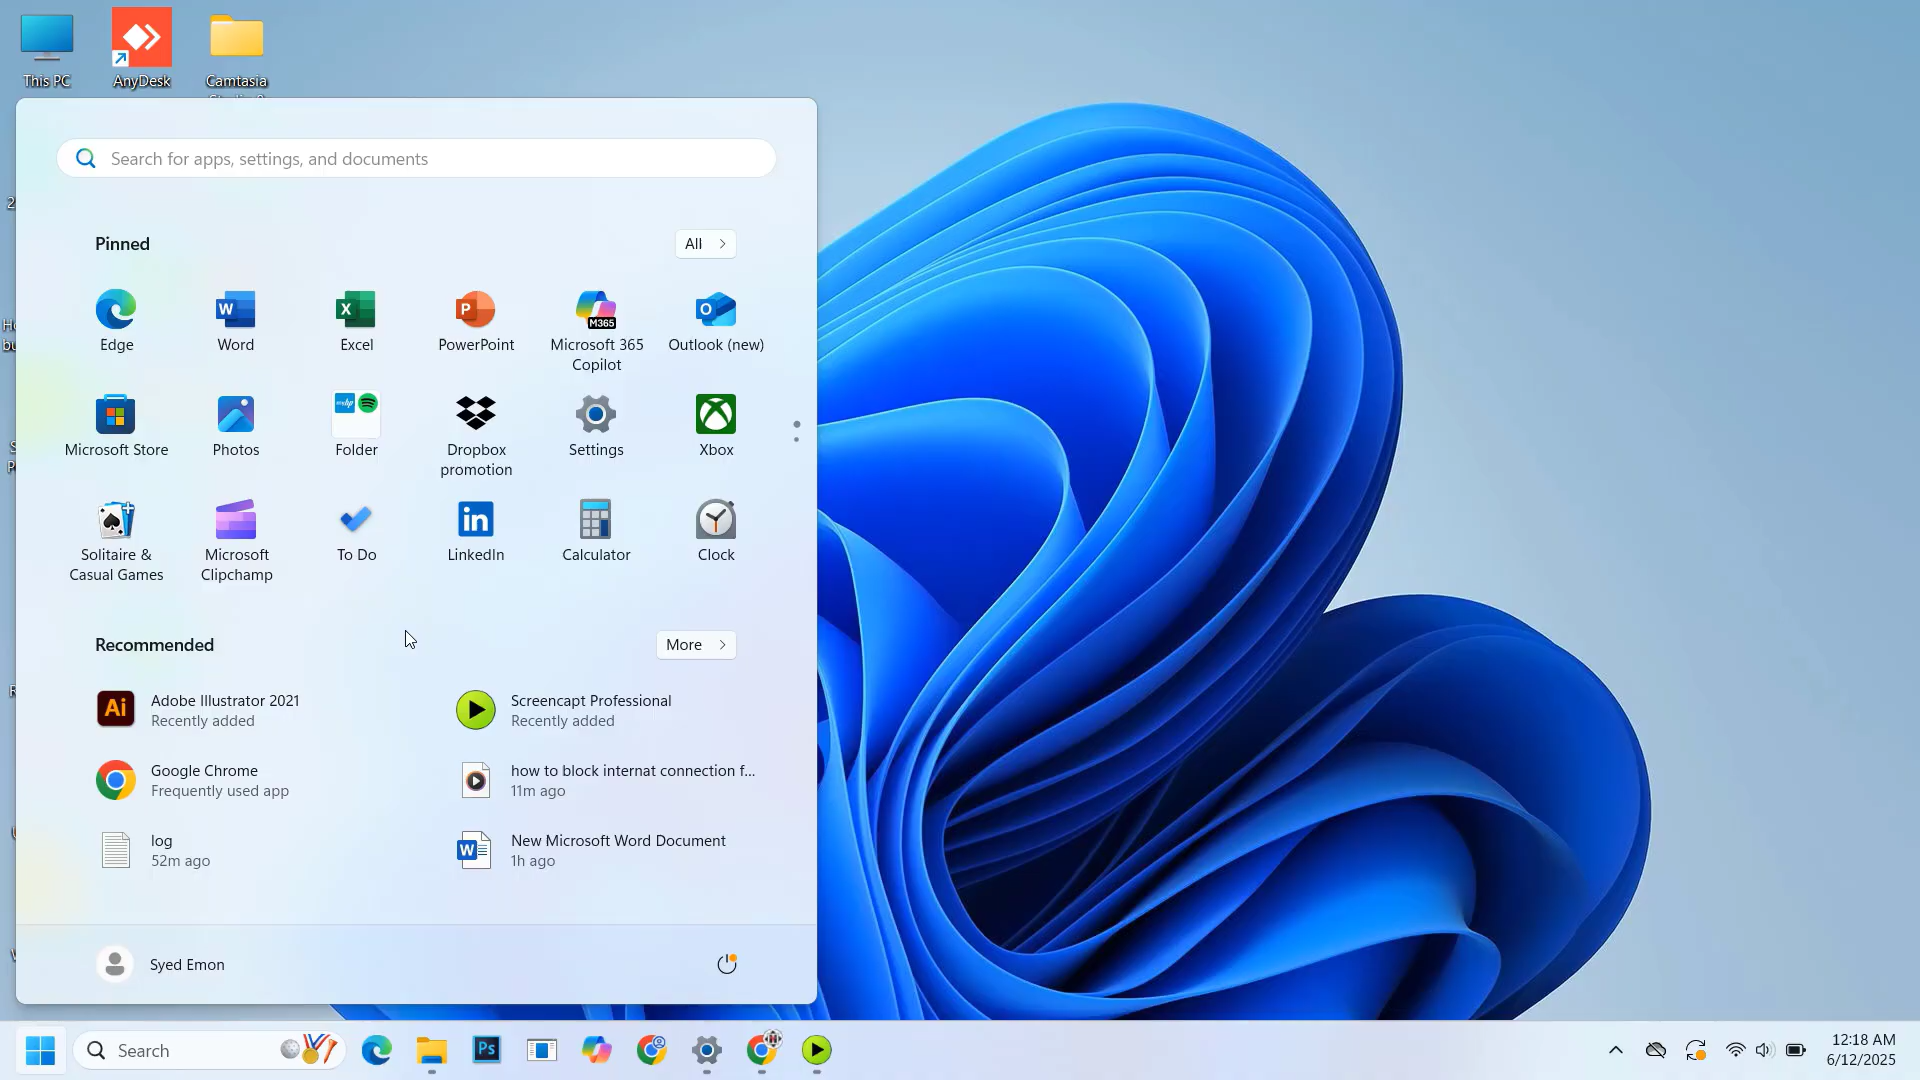 This PC
AnyDesk
Camtasia
Search for apps, settings, and documents
Pinned
All
Edge
Word
Excel
PowerPoint
M365
Microsoft 365
Copilot
Outlook (new)
Microsoft Store
Photos
Folder
Dropbox
promotion
Settings
Xbox
Solitaire &
Casual Games
Microsoft
Clipchamp
To Do
LinkedIn
Calculator
Clock
Recommended
More
Ai
Adobe Illustrator 2021
Recently added
Screencapt Professional
Recently added
Google Chrome
Frequently used app
how to block internat connection f...
11m ago
log
52m ago
New Microsoft Word Document
1h ago
Syed Emon
Search
Ps
12:18 AM
6/12/2025